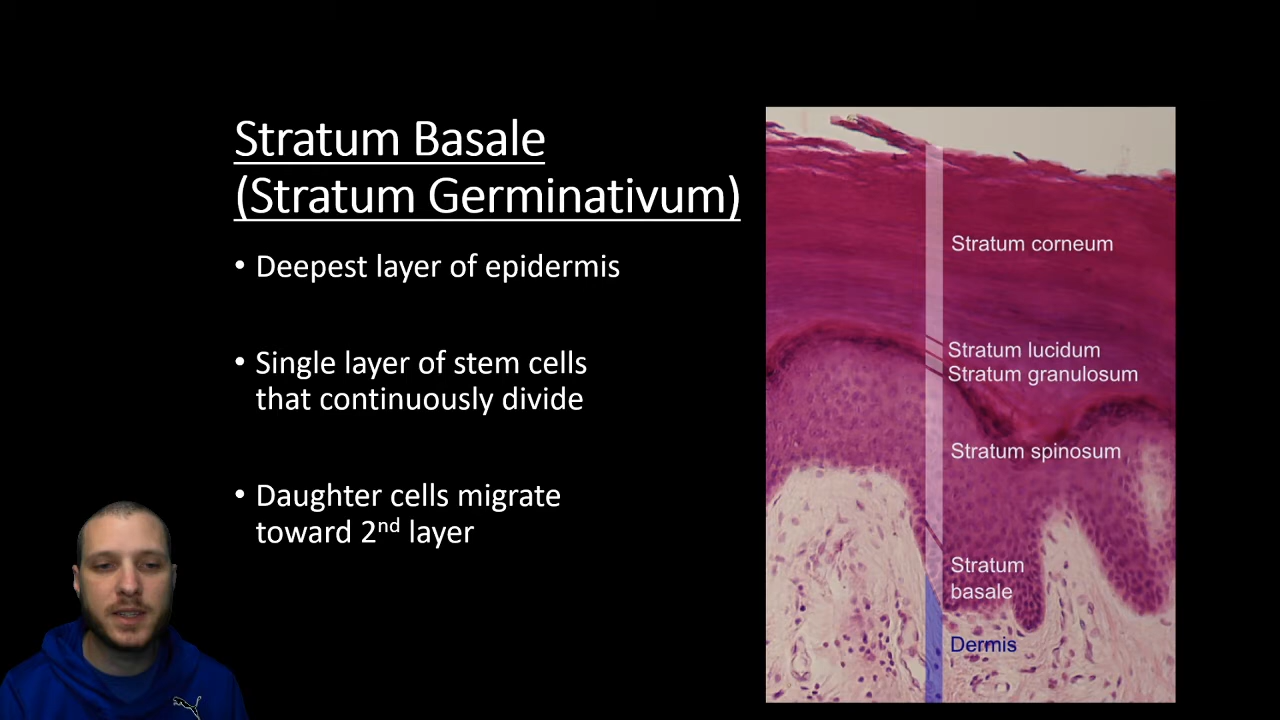 Stratum Basale
(Stratum Germinativum)
• Deepest layer of epidermis
• Single layer of stem cells
that continuously divide
• Daughter cells migrate
toward 2nd layer
Stratum corneum
Stratum lucidum
Stratum granulosum
Stratum spinosum
Stratum
basale
Dermis